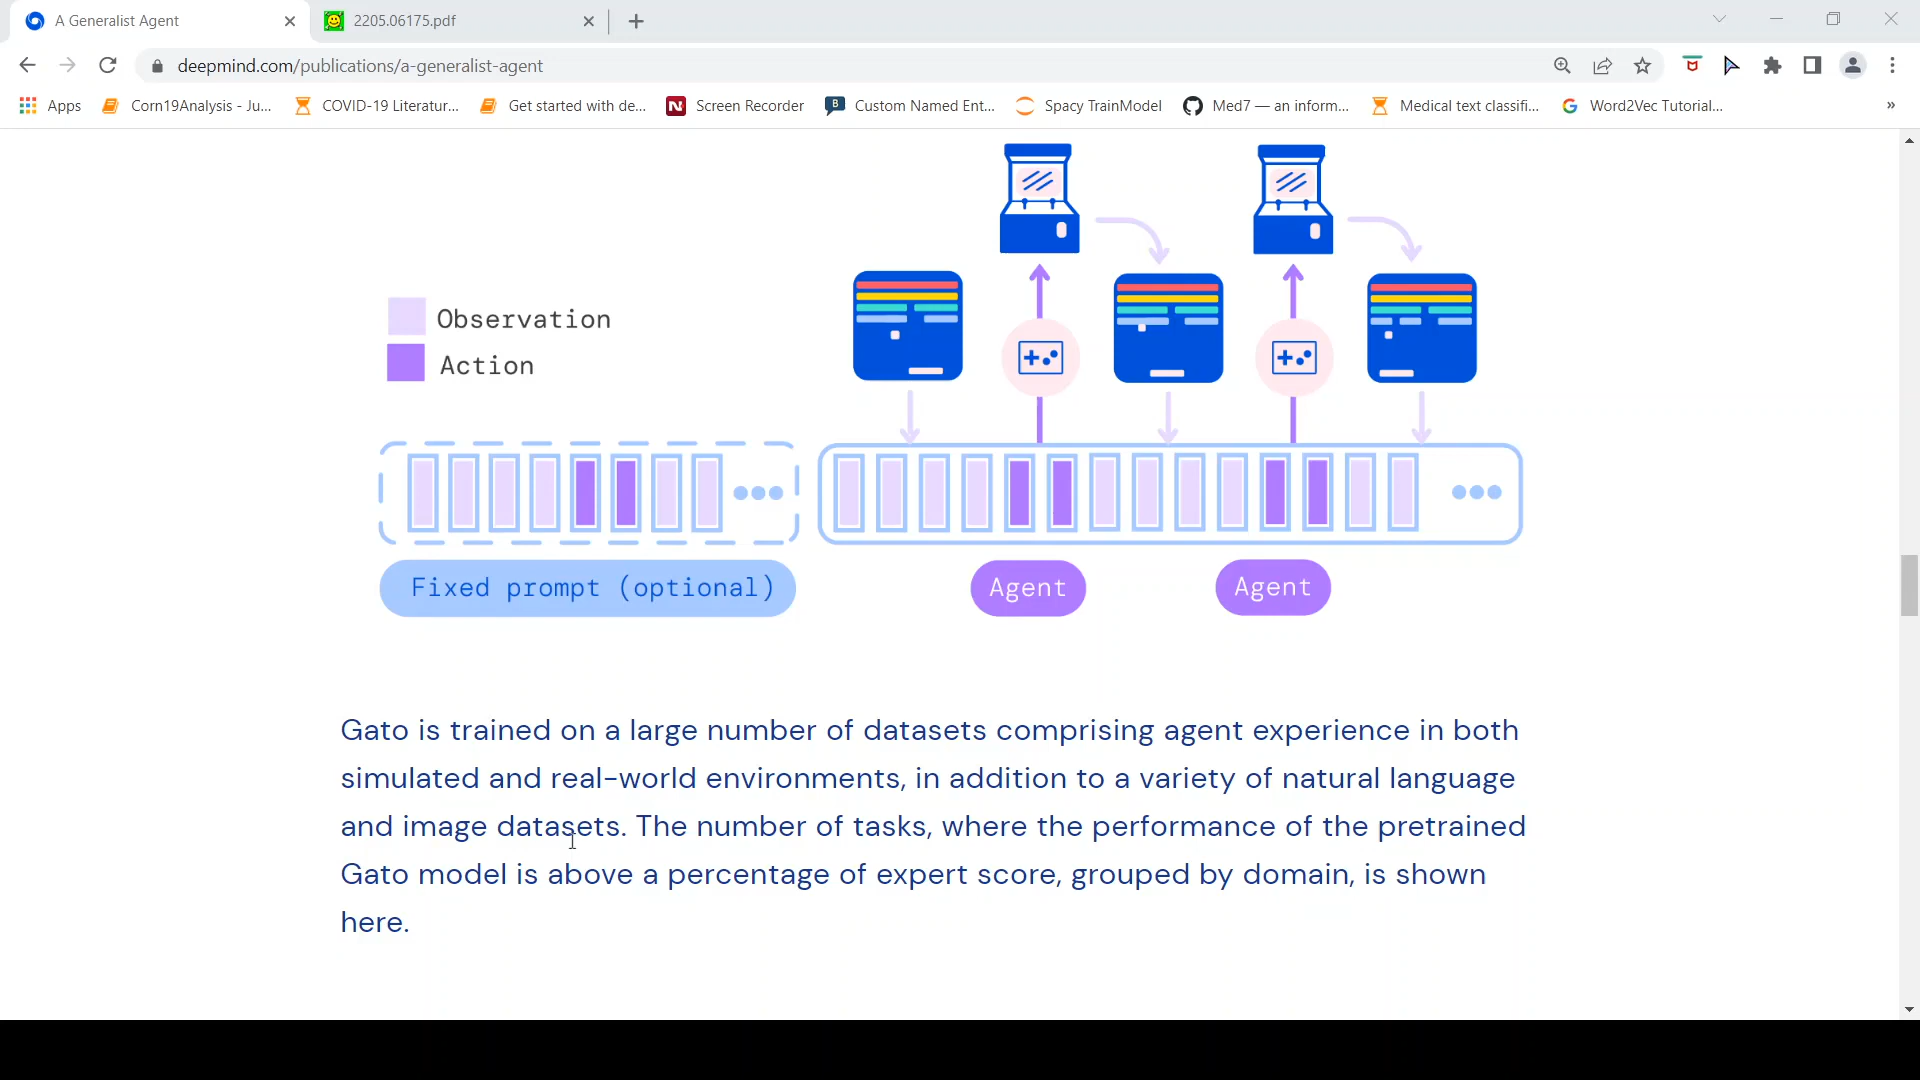 A Generalist Agent
2205.06175.pdf
deepmind.com/publications/a-generalist-agent
Apps
Corn19Analysis - Ju...
COVID-19 Literatur...
Get started with de...
N
Screen Recorder
B
Custom Named Ent...
Spacy TrainModel
Med7 — an inform...
Medical text classifi...
G
Word2Vec Tutorial...
»
Observation
Action
Fixed prompt (optional)
Agent
Agent
Gato is trained on a large number of datasets comprising agent experience in both
simulated and real-world environments, in addition to a variety of natural language
and image datasets. The number of tasks, where the performance of the pretrained
Gato model is above a percentage of expert score, grouped by domain, is shown
here.